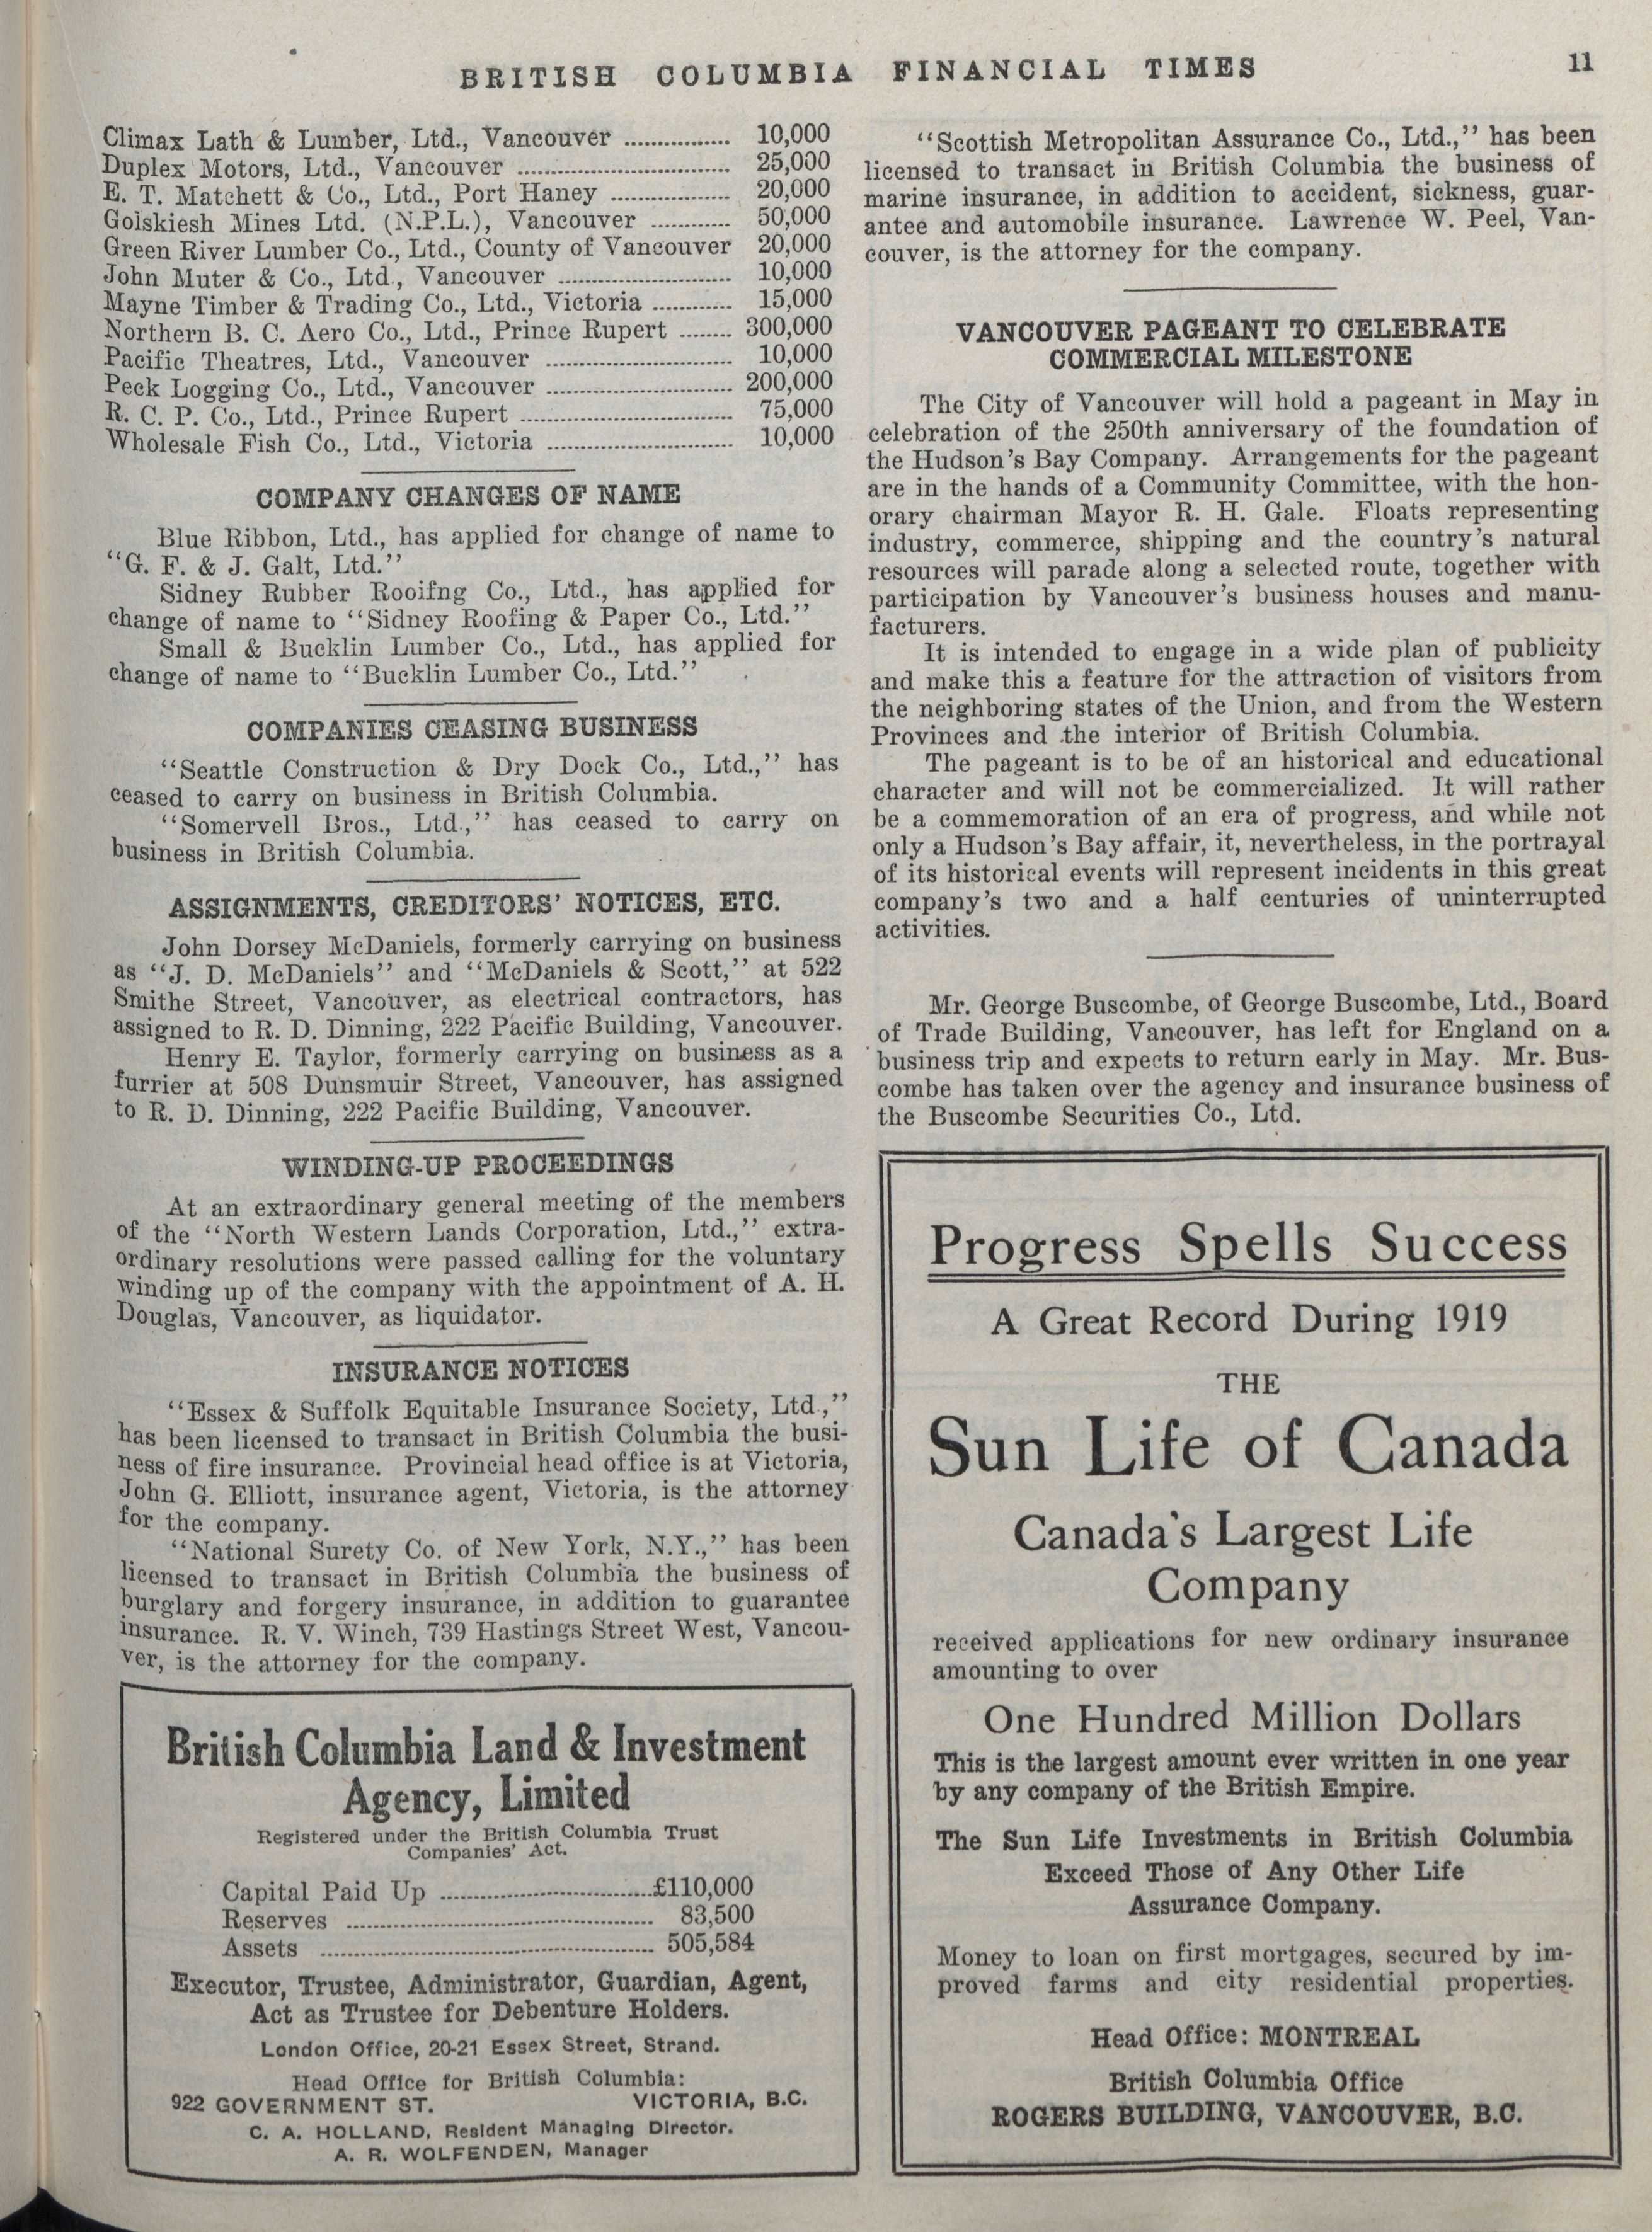 BRITISH COLUMBIA FINANCIAL TIMES 11
Climax Lath & Lumber, Ltd., Vancouver ................ 10,000
Duplex Motors, Ltd., Vancouver ................ 25,000
E. T. Matchett & Co., Ltd., Port Haney ................ 20,000
Golskiesh Mines Ltd. (N.P.L.), Vancouver ............ 50,000
Green River Lumber Co., Ltd., County of Vancouver 20,000
John Muter & Co., Ltd., Vancouver ................ 10,000
Mayne Timber & Trading Co., Ltd., Victoria ............ 15,000
Northern B. C. Aero Co., Ltd., Prince Rupert ........ 300,000
Pacific Theatres, Ltd., Vancouver ................ 10,000
Peck Logging Co., Ltd., Vancouver ................ 200,000
R. C. P. Co., Ltd., Prince Rupert ................ 75,000
Wholesale Fish Co., Ltd., Victoria ................ 10,000
COMPANY CHANGES OF NAME
Blue Ribbon, Ltd., has applied for change of name to
"G. F. & J. Galt, Ltd."
Sidney Rubber Rooifng Co., Ltd., has applied for
change of name to "Sidney Roofing & Paper Co., Ltd."
Small & Bucklin Lumber Co., Ltd., has applied for
change of name to "Bucklin Lumber Co., Ltd."
COMPANIES CEASING BUSINESS
"Seattle Construction & Dry Dock Co., Ltd.," has
ceased to carry on business in British Columbia.
"Somervell Bros., Ltd.," has ceased to carry on
business in British Columbia.
ASSIGNMENTS, CREDITORS' NOTICES, ETC.
John Dorsey McDaniels, formerly carrying on business
as "J. D. McDaniels" and "McDaniels & Scott," at 522
Smithe Street, Vancouver, as electrical contractors, has
assigned to R. D. Dinning, 222 Pacific Building, Vancouver.
Henry E. Taylor, formerly carrying on business as a
furrier at 508 Dunsmuir Street, Vancouver, has assigned
to R. D. Dinning, 222 Pacific Building, Vancouver.
WINDING-UP PROCEEDINGS
At an extraordinary general meeting of the members
of the "North Western Lands Corporation, Ltd.," extra-
ordinary resolutions were passed calling for the voluntary
winding up of the company with the appointment of A. H.
Douglas, Vancouver, as liquidator.
INSURANCE NOTICES
"Essex & Suffolk Equitable Insurance Society, Ltd.,"
has been licensed to transact in British Columbia the busi-
ness of fire insurance. Provincial head office is at Victoria,
John G. Elliott, insurance agent, Victoria, is the attorney
for the company.
"National Surety Co. of New York, N.Y.," has been
licensed to transact in British Columbia the business of
burglary and forgery insurance, in addition to guarantee
insurance. R. V. Winch, 739 Hastings Street West, Vancou-
ver, is the attorney for the company.
British Columbia Land & Investment
Agency, Limited
Registered under the British Columbia Trust
Companies' Act.
Capital Paid Up ................ £110,000
Reserves ................ 83,500
Assets ................ 505,584
Executor, Trustee, Administrator, Guardian, Agent,
Act as Trustee for Debenture Holders.
London Office, 20-21 Essex Street, Strand.
Head Office for British Columbia:
922 GOVERNMENT ST. VICTORIA, B.C.
C. A. HOLLAND, Resident Managing Director.
A. R. WOLFENDEN, Manager
"Scottish Metropolitan Assurance Co., Ltd.," has been
licensed to transact in British Columbia the business of
marine insurance, in addition to accident, sickness, guar-
antee and automobile insurance. Lawrence W. Peel, Van-
couver, is the attorney for the company.
VANCOUVER PAGEANT TO CELEBRATE
COMMERCIAL MILESTONE
The City of Vancouver will hold a pageant in May in
celebration of the 250th anniversary of the foundation of
the Hudson's Bay Company. Arrangements for the pageant
are in the hands of a Community Committee, with the hon-
orary chairman Mayor R. H. Gale. Floats representing
industry, commerce, shipping and the country's natural
resources will parade along a selected route, together with
participation by Vancouver's business houses and manu-
facturers.
It is intended to engage in a wide plan of publicity
and make this a feature for the attraction of visitors from
the neighboring states of the Union, and from the Western
Provinces and the interior of British Columbia.
The pageant is to be of an historical and educational
character and will not be commercialized. It will rather
be a commemoration of an era of progress, and while not
only a Hudson's Bay affair, it, nevertheless, in the portrayal
of its historical events will represent incidents in this great
company's two and a half centuries of uninterrupted
activities.
Mr. George Buscombe, of George Buscombe, Ltd., Board
of Trade Building, Vancouver, has left for England on a
business trip and expects to return early in May. Mr. Bus-
combe has taken over the agency and insurance business of
the Buscombe Securities Co., Ltd.
Progress Spells Success
A Great Record During 1919
THE
Sun Life of Canada
Canada's Largest Life
Company
received applications for new ordinary insurance
amounting to over
One Hundred Million Dollars
This is the largest amount ever written in one year
by any company of the British Empire.
The Sun Life Investments in British Columbia
Exceed Those of Any Other Life
Assurance Company.
Money to loan on first mortgages, secured by im-
proved farms and city residential properties.
Head Office: MONTREAL
British Columbia Office
ROGERS BUILDING, VANCOUVER, B.C.